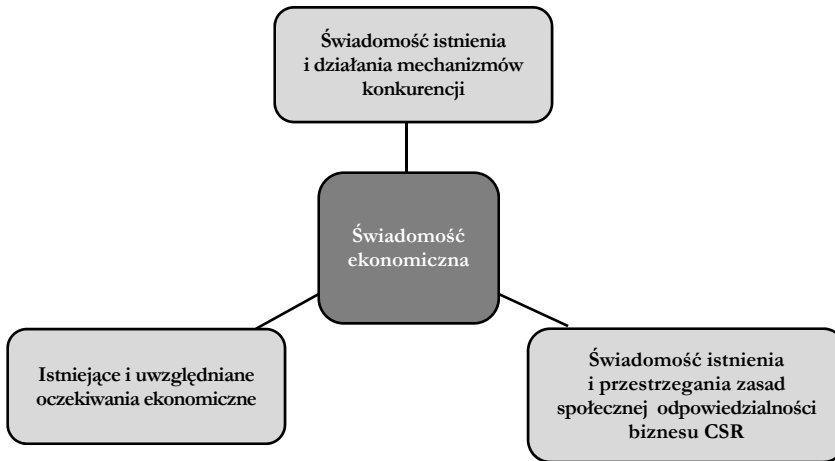 Świadomość istnienia
i działania mechanizmów
konkurencji
Świadomość
ekonomiczna
Istniejące i uwzględniane
oczekiwania ekonomiczne
Świadomość istnienia
i przestrzegania zasad
społecznej odpowiedzialności
biznesu CSR